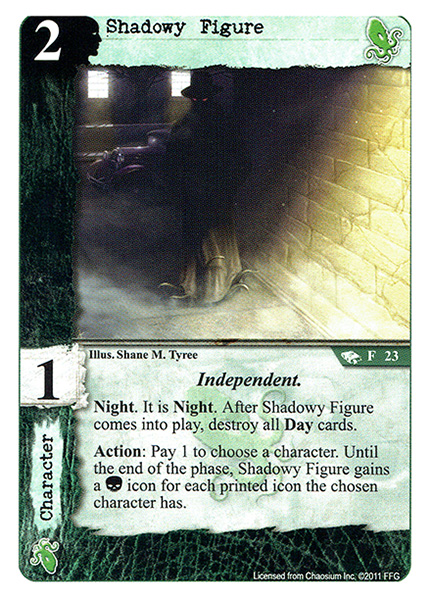 2
Shadowy Figure
Illus. Shane M. Tyree
F 23
1
Character
Independent.
Night. It is Night. After Shadowy Figure
comes into play, destroy all Day cards.
Action: Pay 1 to choose a character. Until
the end of the phase, Shadowy Figure gains
a icon for each printed icon the chosen
character has.
Licensed from Chaosium Inc. ©2011 FFG